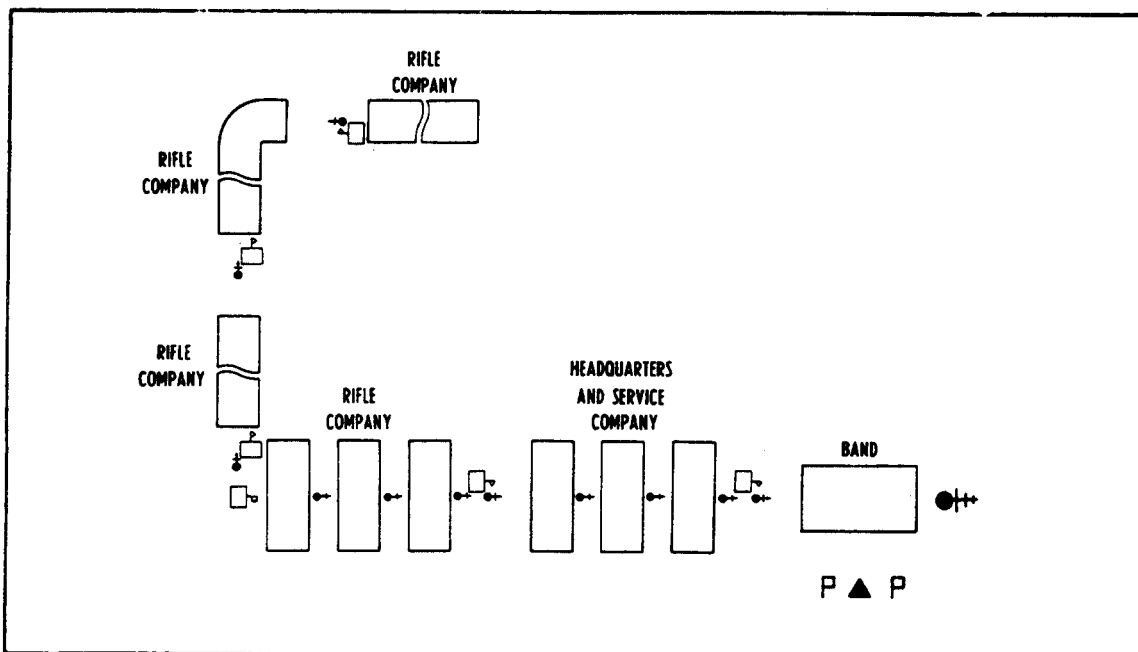 RIFLE
COMPANY
RIFLE
COMPANY
RIFLE
COMPANY
RIFLE
COMPANY
HEADQUARTERS
AND SERVICE
COMPANY
BAND
P P